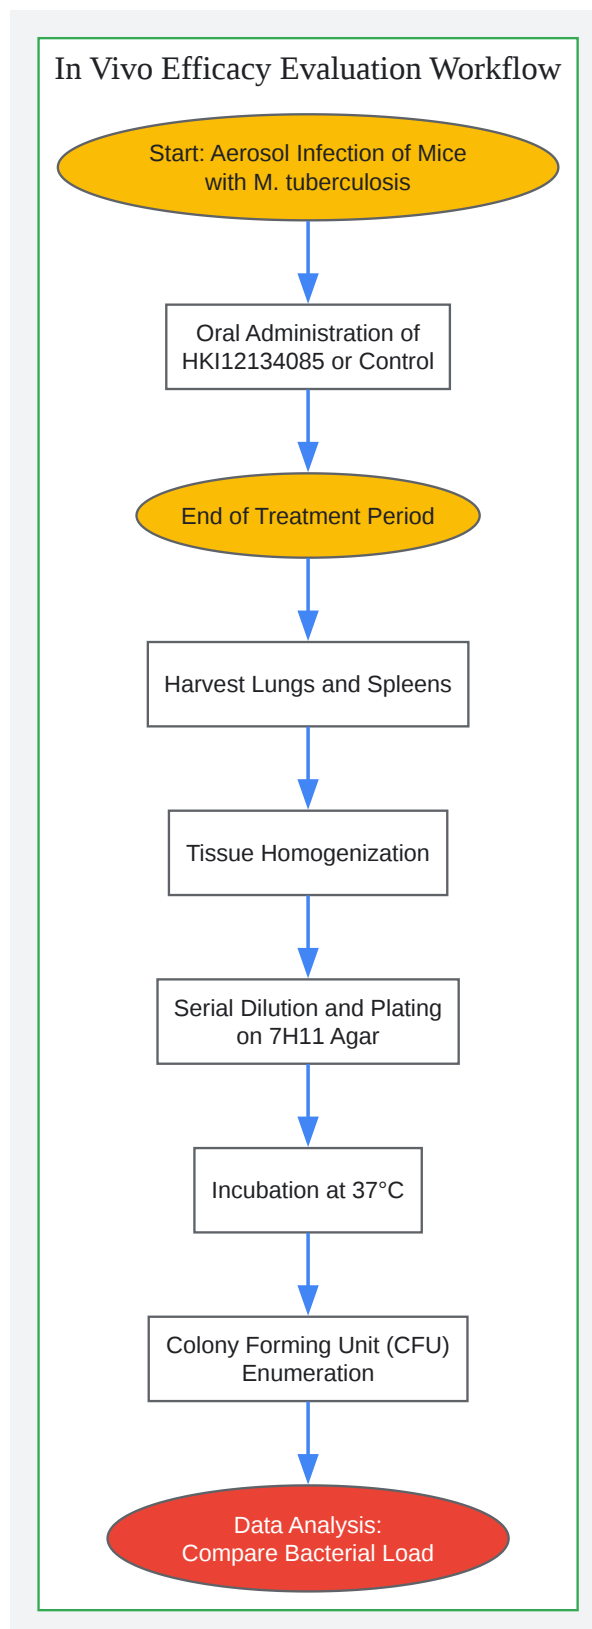 In Vivo Efficacy Evaluation Workflow
Start: Aerosol Infection of Mice
with M. tuberculosis
Oral Administration of
HKI12134085 or Control
End of Treatment Period
Harvest Lungs and Spleens
Tissue Homogenization
Serial Dilution and Plating
on 7H11 Agar
Incubation at 37°C
Colony Forming Unit (CFU)
Enumeration
Data Analysis:
Compare Bacterial Load